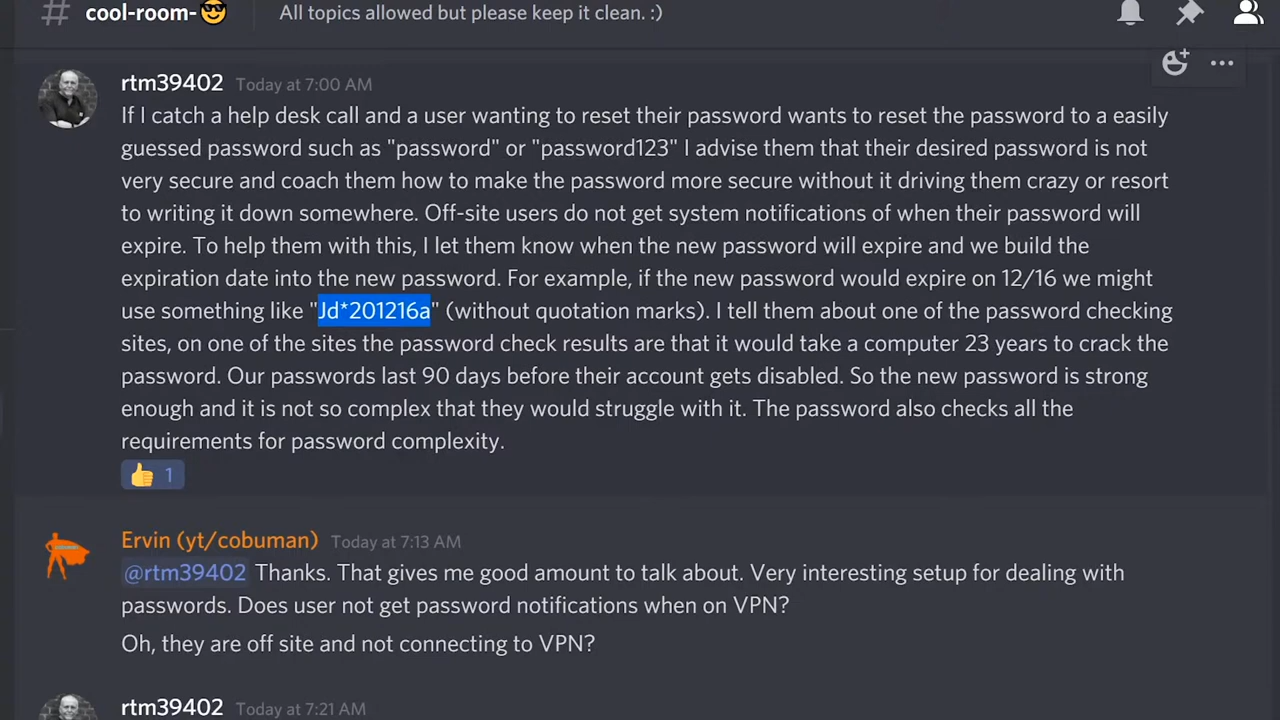 # cool-room-😎 All topics allowed but please keep it clean. :)
rtm39402 Today at 7:00 AM
If I catch a help desk call and a user wanting to reset their password wants to reset the password to a easily
guessed password such as "password" or "password123" I advise them that their desired password is not
very secure and coach them how to make the password more secure without it driving them crazy or resort
to writing it down somewhere. Off-site users do not get system notifications of when their password will
expire. To help them with this, I let them know when the new password will expire and we build the
expiration date into the new password. For example, if the new password would expire on 12/16 we might
use something like "Jd*201216a" (without quotation marks). I tell them about one of the password checking
sites, on one of the sites the password check results are that it would take a computer 23 years to crack the
password. Our passwords last 90 days before their account gets disabled. So the new password is strong
enough and it is not so complex that they would struggle with it. The password also checks all the
requirements for password complexity.
👍 1
Ervin (yt/cobuman) Today at 7:13 AM
@rtm39402 Thanks. That gives me good amount to talk about. Very interesting setup for dealing with
passwords. Does user not get password notifications when on VPN?
Oh, they are off site and not connecting to VPN?
rtm39402 Today at 7:21 AM